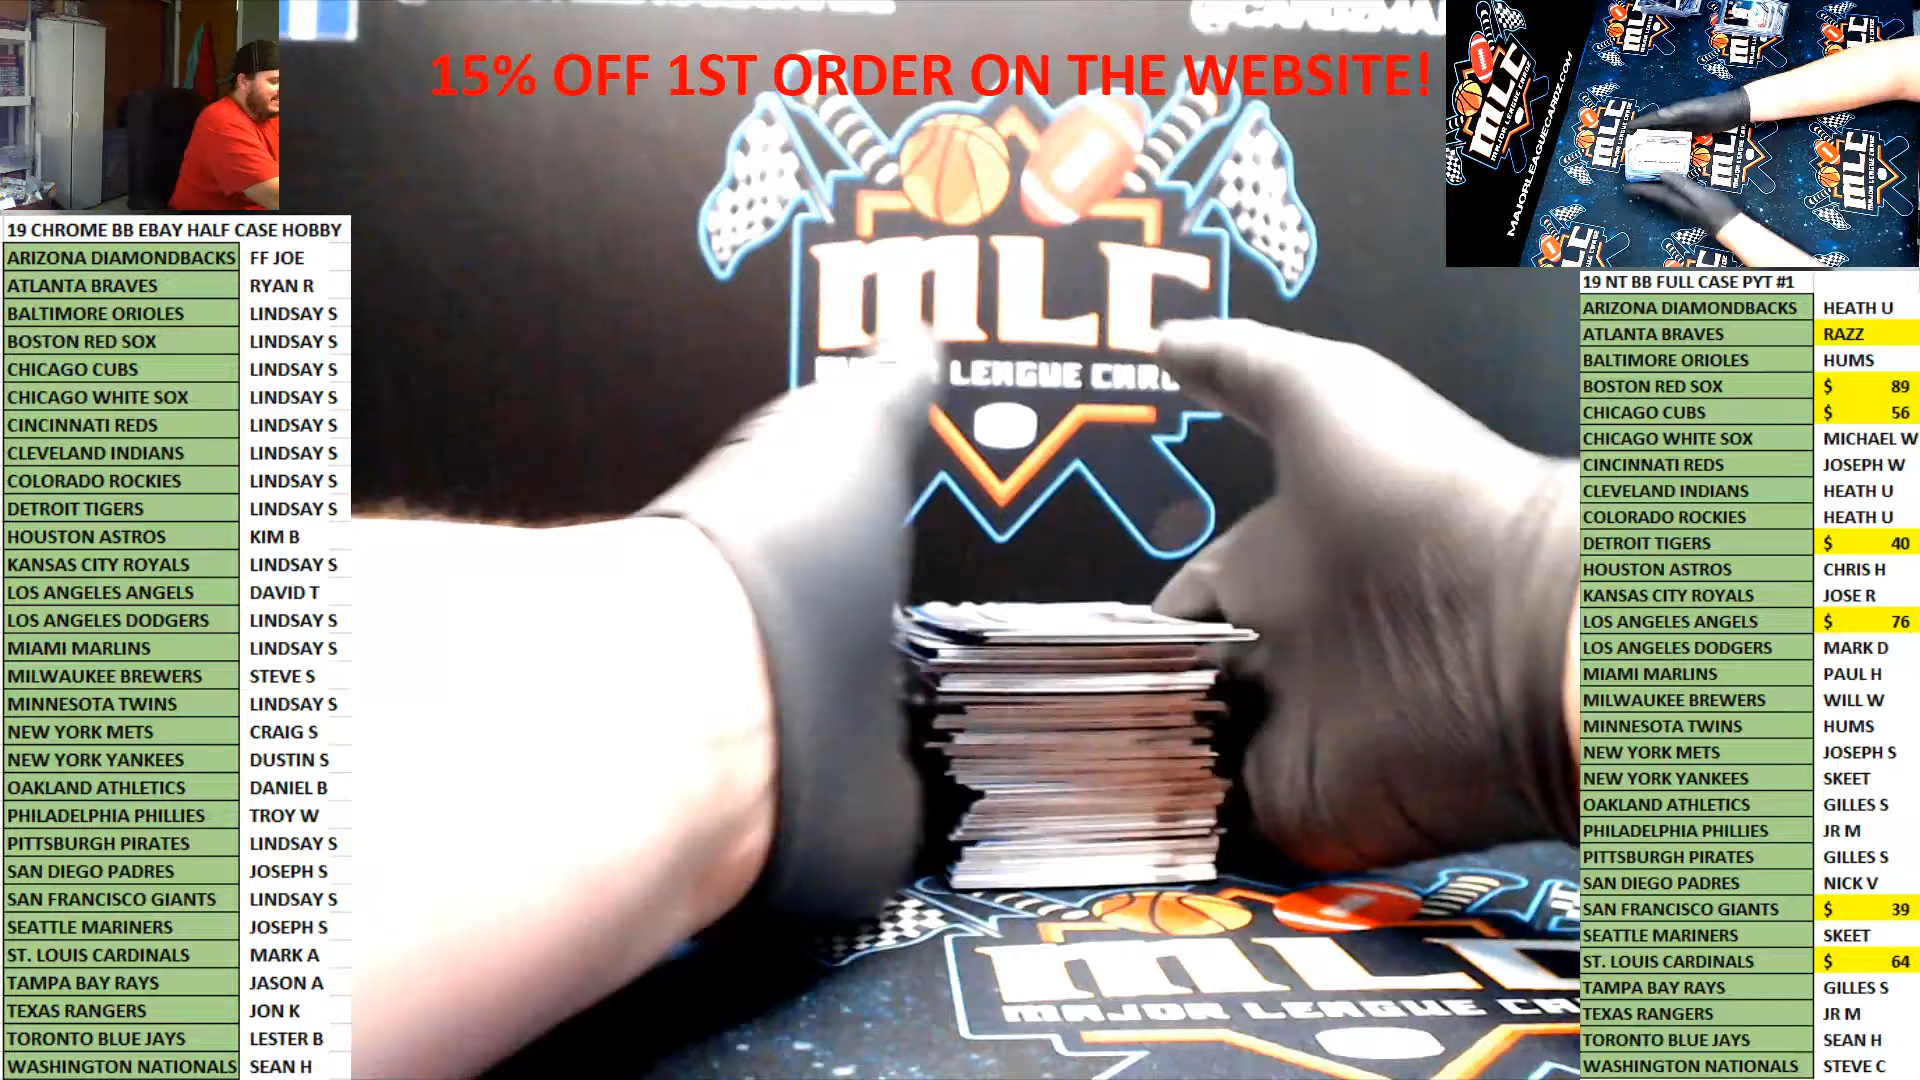 15% OFF 1ST ORDER ON THE WEBSITE!
MLC
MAJORLEAGUECARDZ.COM
MLC
LEAGUE
MLC
MAJOR LEAGUE
19 CHROME BB EBAY HALF CASE HOBBY
ARIZONA DIAMONDBACKS FF JOE
ATLANTA BRAVES RYAN R
BALTIMORE ORIOLES LINDSAY S
BOSTON RED SOX LINDSAY S
CHICAGO CUBS LINDSAY S
CHICAGO WHITE SOX LINDSAY S
CINCINNATI REDS LINDSAY S
CLEVELAND INDIANS LINDSAY S
COLORADO ROCKIES LINDSAY S
DETROIT TIGERS LINDSAY S
HOUSTON ASTROS KIM B
KANSAS CITY ROYALS LINDSAY S
LOS ANGELES ANGELS DAVID T
LOS ANGELES DODGERS LINDSAY S
MIAMI MARLINS LINDSAY S
MILWAUKEE BREWERS STEVE S
MINNESOTA TWINS LINDSAY S
NEW YORK METS CRAIG S
NEW YORK YANKEES DUSTIN S
OAKLAND ATHLETICS DANIEL B
PHILADELPHIA PHILLIES TROY W
PITTSBURGH PIRATES LINDSAY S
SAN DIEGO PADRES JOSEPH S
SAN FRANCISCO GIANTS LINDSAY S
SEATTLE MARINERS JOSEPH S
ST. LOUIS CARDINALS MARK A
TAMPA BAY RAYS JASON A
TEXAS RANGERS JON K
TORONTO BLUE JAYS LESTER B
WASHINGTON NATIONALS SEAN H
19 NT BB FULL CASE PYT #1
ARIZONA DIAMONDBACKS HEATH U
ATLANTA BRAVES RAZZ
BALTIMORE ORIOLES HUMS
BOSTON RED SOX $ 89
CHICAGO CUBS $ 56
CHICAGO WHITE SOX MICHAEL W
CINCINNATI REDS JOSEPH W
CLEVELAND INDIANS HEATH U
COLORADO ROCKIES HEATH U
DETROIT TIGERS $ 40
HOUSTON ASTROS CHRIS H
KANSAS CITY ROYALS JOSE R
LOS ANGELES ANGELS $ 76
LOS ANGELES DODGERS MARK D
MIAMI MARLINS PAUL H
MILWAUKEE BREWERS WILL W
MINNESOTA TWINS HUMS
NEW YORK METS JOSEPH S
NEW YORK YANKEES SKEET
OAKLAND ATHLETICS GILLES S
PHILADELPHIA PHILLIES JR M
PITTSBURGH PIRATES GILLES S
SAN DIEGO PADRES NICK V
SAN FRANCISCO GIANTS $ 39
SEATTLE MARINERS SKEET
ST. LOUIS CARDINALS $ 64
TAMPA BAY RAYS GILLES S
TEXAS RANGERS JR M
TORONTO BLUE JAYS SEAN H
WASHINGTON NATIONALS STEVE C